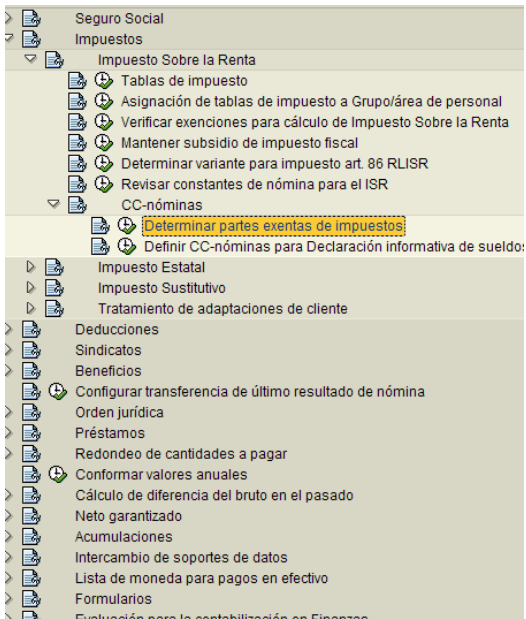 Seguro Social
Impuestos
Impuesto Sobre la Renta
Tablas de impuesto
Asignación de tablas de impuesto a Grupo/área de personal
Verificar exenciones para cálculo de Impuesto Sobre la Renta
Mantener subsidio de impuesto fiscal
Determinar variante para impuesto art. 86 RLISR
Revisar constantes de nómina para el ISR
CC-nóminas
Determinar partes exentas de impuestos
Definir CC-nóminas para Declaración informativa de sueldos
Impuesto Estatal
Impuesto Sustitutivo
Tratamiento de adaptaciones de cliente
Deducciones
Sindicatos
Beneficios
Configurar transferencia de último resultado de nómina
Orden jurídica
Préstamos
Redondeo de cantidades a pagar
Conformar valores anuales
Cálculo de diferencia del bruto en el pasado
Neto garantizado
Acumulaciones
Intercambio de soportes de datos
Lista de moneda para pagos en efectivo
Formularios
Evaluación para la contabilización en Finanzas